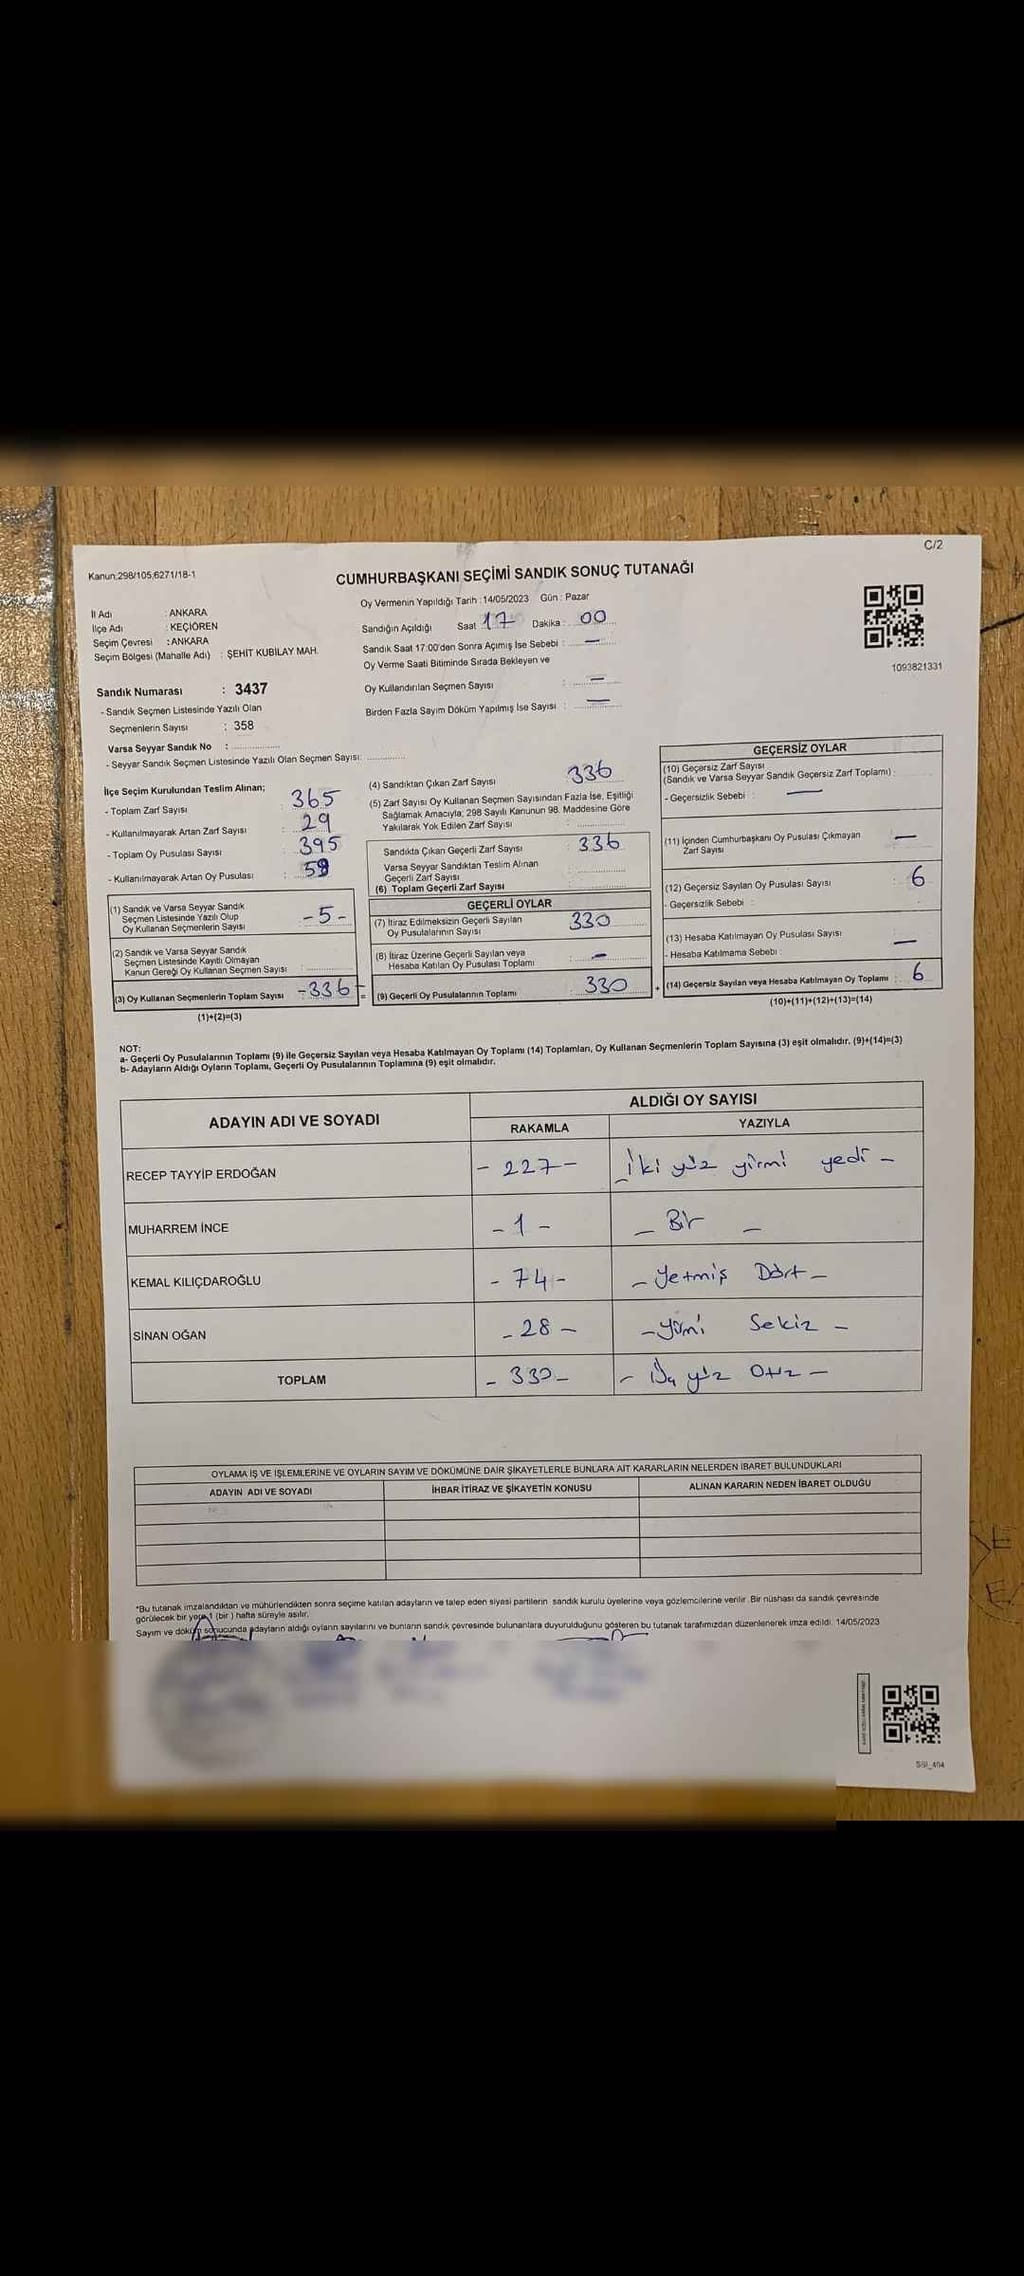 C/2
Kanun:298/105,6271/18-1
CUMHURBAŞKANI SEÇİMİ SANDIK SONUÇ TUTANAĞI
Oy Vermenin Yapıldığı Tarih : 14/05/2023 Gün : Pazar
İl Adı : ANKARA
İlçe Adı : KEÇİÖREN
Seçim Çevresi : ANKARA
Seçim Bölgesi (Mahalle Adı) : ŞEHİT KUBİLAY MAH.
Sandığın Açıldığı Saat 17 Dakika : 00
Sandık Saat 17:00'den Sonra Açımış İse Sebebi : —
Oy Verme Saati Bitiminde Sırada Bekleyen ve
Oy Kullandırılan Seçmen Sayısı : —
Birden Fazla Sayım Döküm Yapılmış İse Sayısı : —
1093821331
Sandık Numarası : 3437
- Sandık Seçmen Listesinde Yazılı Olan
Seçmenlerin Sayısı : 358
Varsa Seyyar Sandık No :
- Seyyar Sandık Seçmen Listesinde Yazılı Olan Seçmen Sayısı:
İlçe Seçim Kurulundan Teslim Alınan;
- Toplam Zarf Sayısı : 365
- Kullanılmayarak Artan Zarf Sayısı : 29
- Toplam Oy Pusulası Sayısı : 395
- Kullanılmayarak Artan Oy Pusulası :
(1) Sandık ve Varsa Seyyar Sandık
Seçmen Listesinde Yazılı Olup
Oy Kullanan Seçmenlerin Sayısı -5-
(2) Sandık ve Varsa Seyyar Sandık
Seçmen Listesinde Kayıtlı Olmayan
Kanun Gereği Oy Kullanan Seçmen Sayısı :
(3) Oy Kullanan Seçmenlerin Toplam Sayısı -336
(1)+(2)=(3)
(4) Sandıktan Çıkan Zarf Sayısı 336
(5) Zarf Sayısı Oy Kullanan Seçmen Sayısından Fazla İse, Eşitliği
Sağlamak Amacıyla; 298 Sayılı Kanunun 98. Maddesine Göre
Yakılarak Yok Edilen Zarf Sayısı :
Sandıkta Çıkan Geçerli Zarf Sayısı : 336
Varsa Seyyar Sandıktan Teslim Alınan
Geçerli Zarf Sayısı :
(6) Toplam Geçerli Zarf Sayısı
GEÇERLİ OYLAR
(7) İtiraz Edilmeksizin Geçerli Sayılan
Oy Pusulalarının Sayısı 330
(8) İtiraz Üzerine Geçerli Sayılan veya
Hesaba Katılan Oy Pusulası Toplamı : —
(9) Geçerli Oy Pusulalarının Toplamı : 330
GEÇERSİZ OYLAR
(10) Geçersiz Zarf Sayısı
(Sandık ve Varsa Seyyar Sandık Geçersiz Zarf Toplamı) :
- Geçersizlik Sebebi : —
(11) İçinden Cumhurbaşkanı Oy Pusulası Çıkmayan
Zarf Sayısı —
(12) Geçersiz Sayılan Oy Pusulası Sayısı : 6
- Geçersizlik Sebebi :
(13) Hesaba Katılmayan Oy Pusulası Sayısı : —
- Hesaba Katılmama Sebebi :
(14) Geçersiz Sayılan veya Hesaba Katılmayan Oy Toplamı : 6
(10)+(11)+(12)+(13)=(14)
NOT:
a- Geçerli Oy Pusulalarının Toplamı (9) ile Geçersiz Sayılan veya Hesaba Katılmayan Oy Toplamı (14) Toplamları, Oy Kullanan Seçmenlerin Toplam Sayısına (3) eşit olmalıdır. (9)+(14)=(3)
b- Adayların Aldığı Oyların Toplamı, Geçerli Oy Pusulalarının Toplamına (9) eşit olmalıdır.
ADAYIN ADI VE SOYADI
ALDIĞI OY SAYISI
RAKAMLA YAZIYLA
RECEP TAYYİP ERDOĞAN - 227 - İki yüz yirmi yedi -
MUHARREM İNCE - 1 - - Bir -
KEMAL KILIÇDAROĞLU - 74 - - Yetmiş Dört -
SİNAN OĞAN - 28 - - Yirmi Sekiz -
TOPLAM - 330 - - Üç yüz Otuz -
OYLAMA İŞ VE İŞLEMLERİNE VE OYLARIN SAYIM VE DÖKÜMÜNE DAİR ŞİKAYETLERLE BUNLARA AİT KARARLARIN NELERDEN İBARET BULUNDUKLARI
ADAYIN ADI VE SOYADI İHBAR İTİRAZ VE ŞİKAYETİN KONUSU ALINAN KARARIN NEDEN İBARET OLDUĞU
*Bu tutanak imzalandıktan ve mühürlendikten sonra seçime katılan adayların ve talep eden siyasi partilerin sandık kurulu üyelerine veya gözlemcilerine verilir. Bir nüshası da sandık çevresinde
görülecek bir yere 1 (bir) hafta süreyle asılır.
Sayım ve döküm sonucunda adayların aldığı oyların sayılarını ve bunların sandık çevresinde bulunanlara duyurulduğunu gösteren bu tutanak tarafımızdan düzenlenerek imza edildi. 14/05/2023